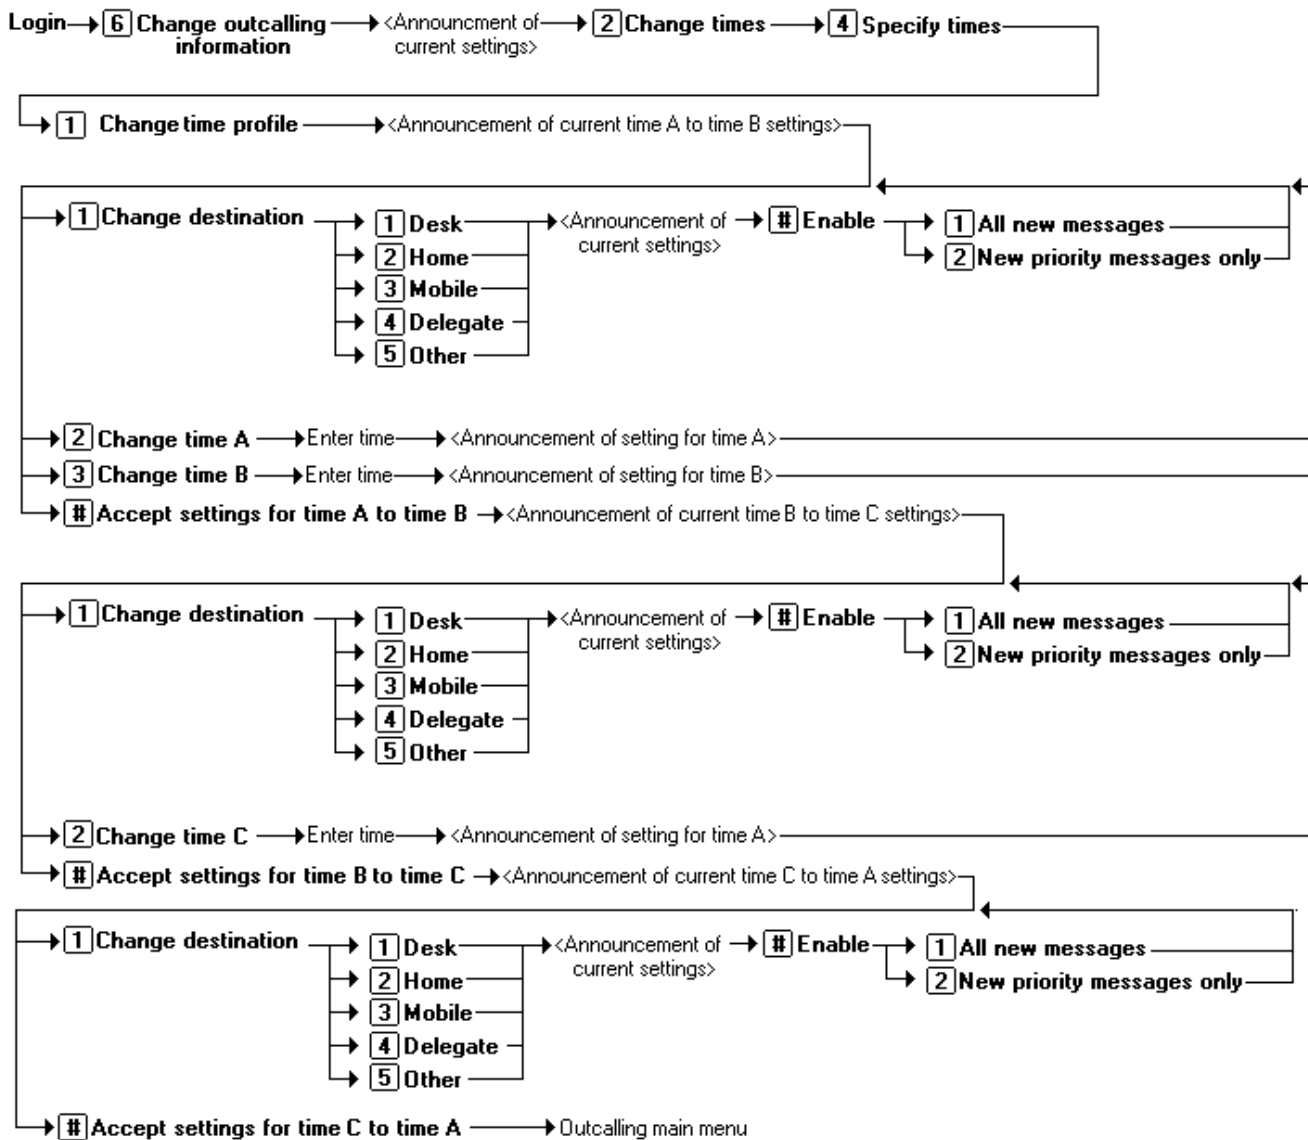 Login 6 Change outcalling <Announcment of 2 Change times 4 Specify times
information current settings>
1 Change time profile <Announcement of current time A to time B settings>
1 Change destination 1 Desk <Announcement of # Enable 1 All new messages
current settings>
2 Home 2 New priority messages only
3 Mobile
4 Delegate
5 Other
2 Change time A Enter time <Announcement of setting for time A>
3 Change time B Enter time <Announcement of setting for time B>
# Accept settings for time A to time B <Announcement of current time B to time C settings>
1 Change destination 1 Desk <Announcement of # Enable 1 All new messages
current settings>
2 Home 2 New priority messages only
3 Mobile
4 Delegate
5 Other
2 Change time C Enter time <Announcement of setting for time A>
# Accept settings for time B to time C <Announcement of current time C to time A settings>
1 Change destination 1 Desk <Announcement of # Enable 1 All new messages
current settings>
2 Home 2 New priority messages only
3 Mobile
4 Delegate
5 Other
# Accept settings for time C to time A Outcalling main menu